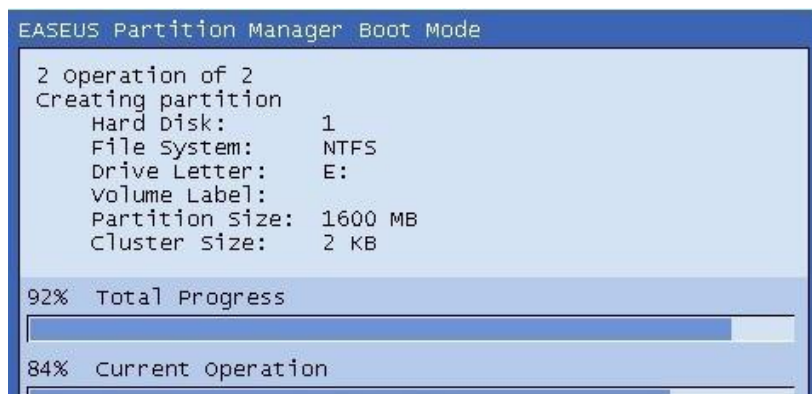 EASEUS Partition Manager Boot Mode
2 Operation of 2
Creating partition
Hard Disk: 1
File System: NTFS
Drive Letter: E:
Volume Label:
Partition Size: 1600 MB
Cluster Size: 2 KB
92% Total Progress
84% Current Operation